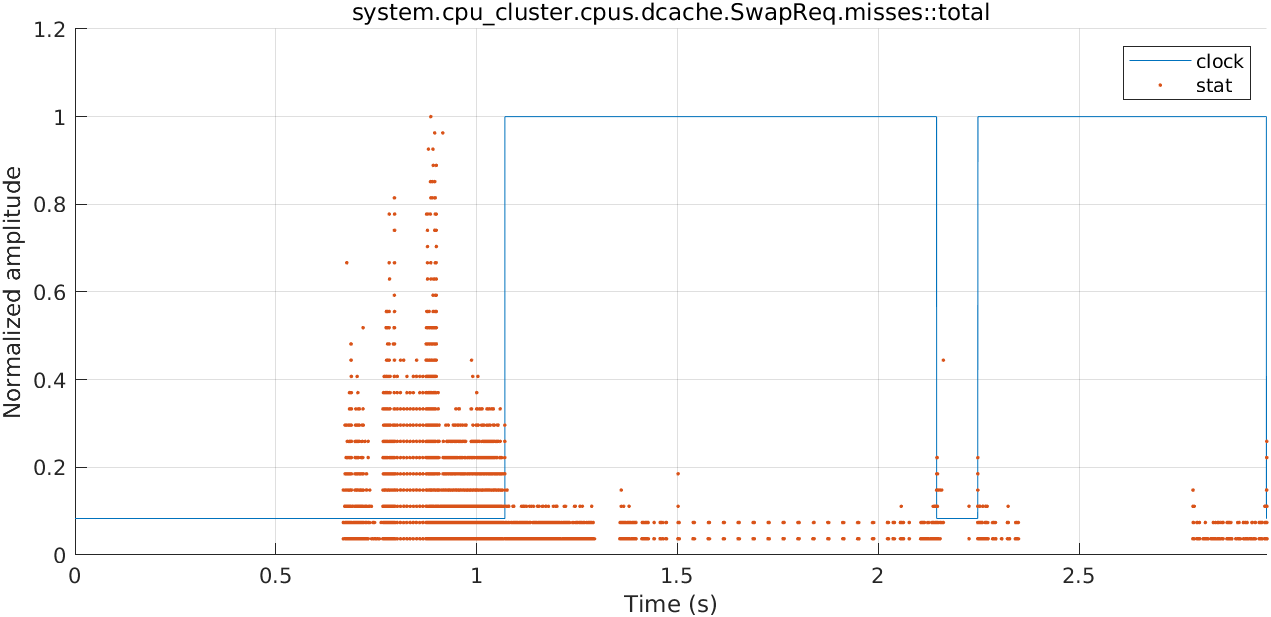 system.cpu_cluster.cpus.dcache.SwapReq.misses::total
1.2
1
0.8
0.6
0.4
0.2
0
Normalized amplitude
clock
stat
0 0.5 1 1.5 2 2.5
Time (s)